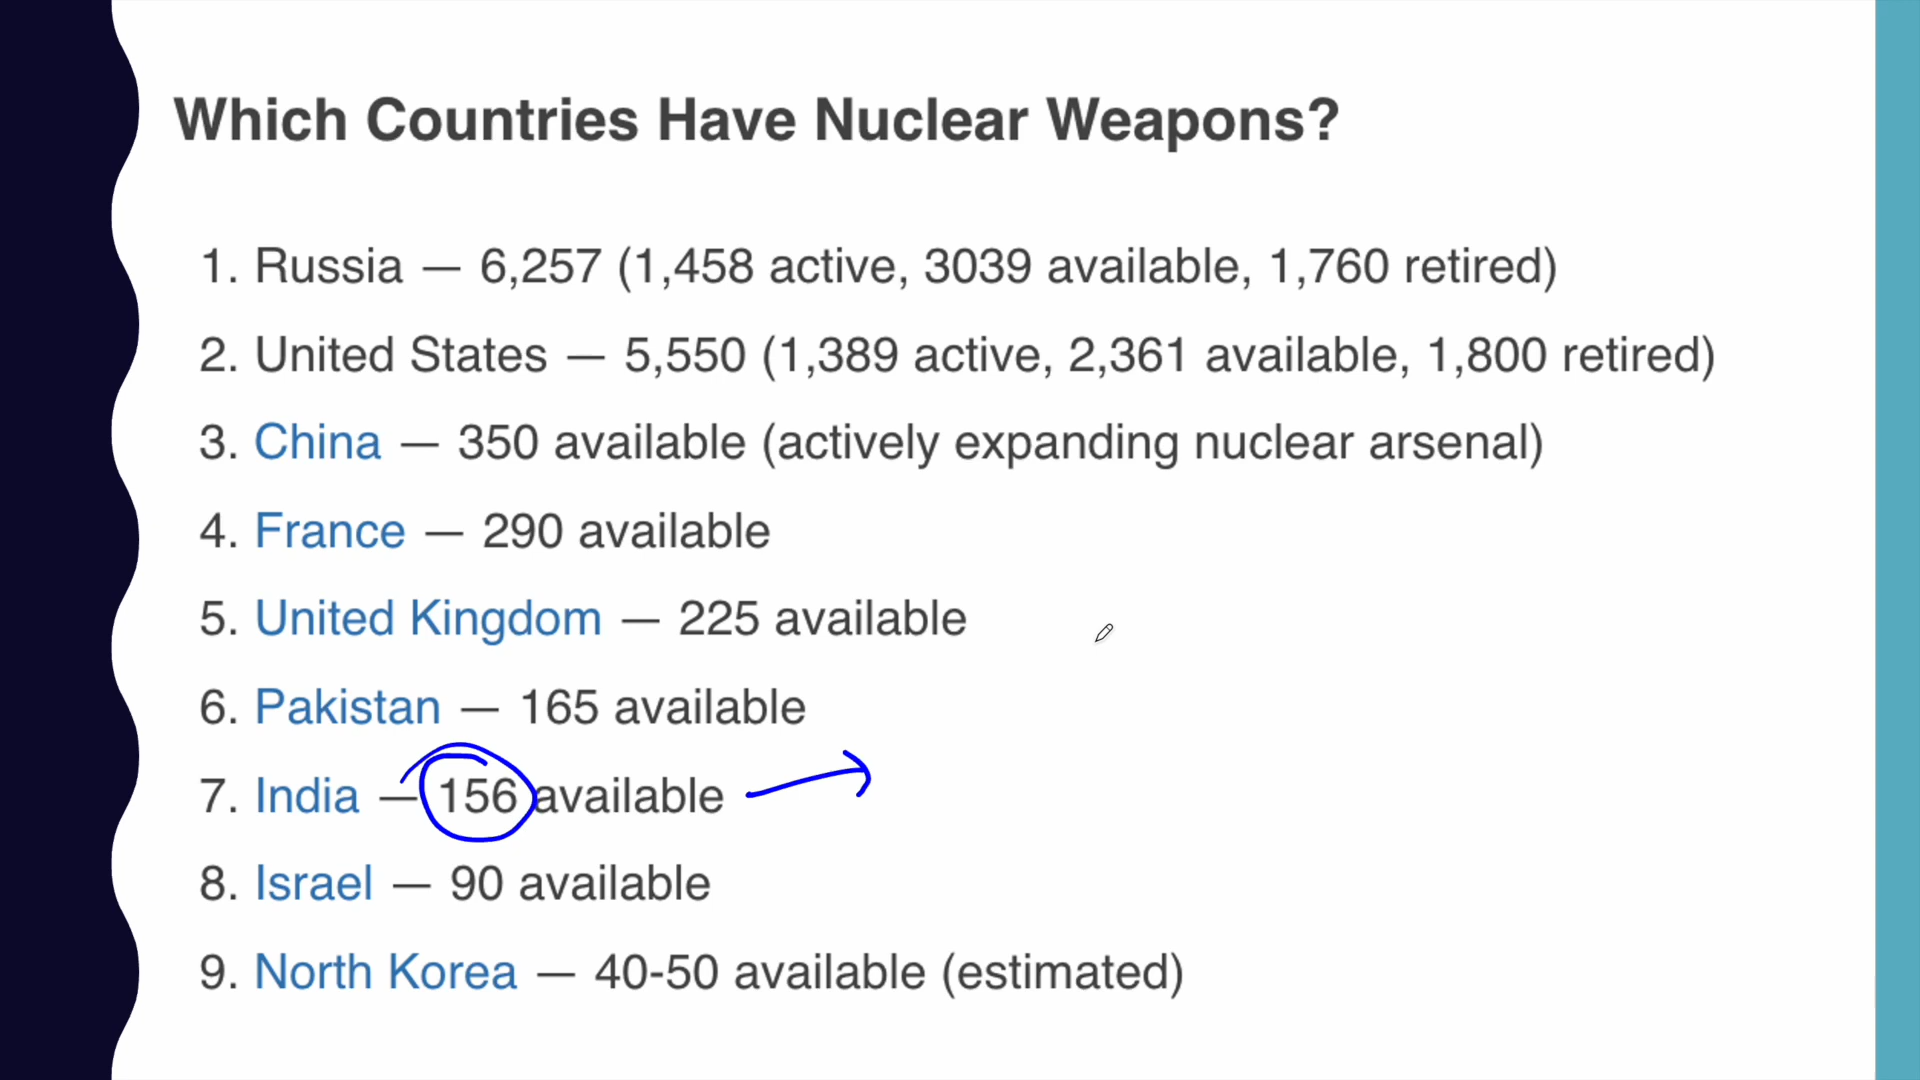 Which Countries Have Nuclear Weapons?
1. Russia — 6,257 (1,458 active, 3039 available, 1,760 retired)
2. United States — 5,550 (1,389 active, 2,361 available, 1,800 retired)
3. China — 350 available (actively expanding nuclear arsenal)
4. France — 290 available
5. United Kingdom — 225 available
6. Pakistan — 165 available
7. India — 156 available
8. Israel — 90 available
9. North Korea — 40-50 available (estimated)